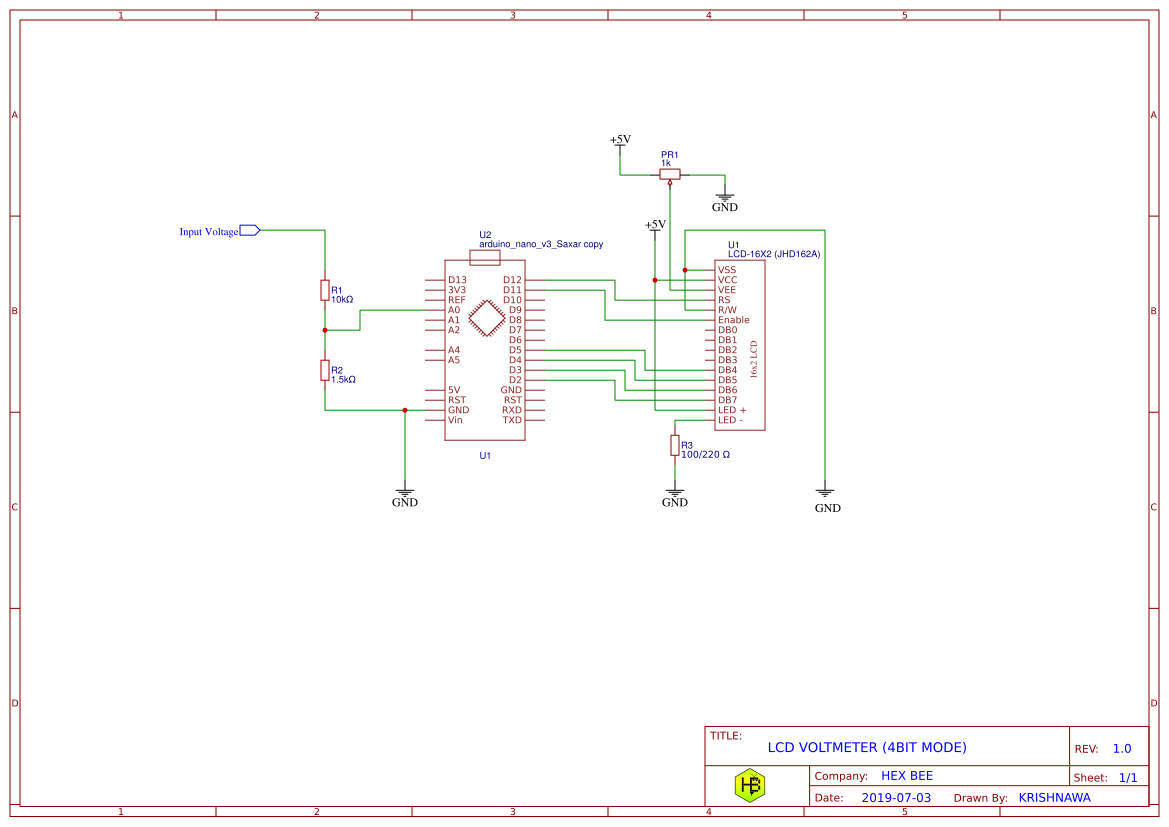 1 2 3 4 5
A A
+5V
PR1
1k
GND
+5V
Input Voltage
U2
arduino_nano_v3_Saxar copy
U1
LCD-16X2 (JHD162A)
R1
10kΩ
R2
1.5kΩ
D13 D12
3V3 D11
REF D10
A0 D9
A1 D8
A2 D7
D6
A4 D5
A5 D4
D3
5V D2
RST GND
GND RST
Vin RXD
TXD
U1
VSS
VCC
VEE
RS
R/W
Enable
DB0
DB1
DB2
DB3
DB4
DB5
DB6
DB7
LED +
LED -
16x2 LCD
B B
R3
100/220 Ω
GND GND GND
C C
D D
TITLE:
LCD VOLTMETER (4BIT MODE)
REV: 1.0
HB
Company: HEX BEE
Sheet: 1/1
Date: 2019-07-03 Drawn By: KRISHNAWA
1 2 3 4 5